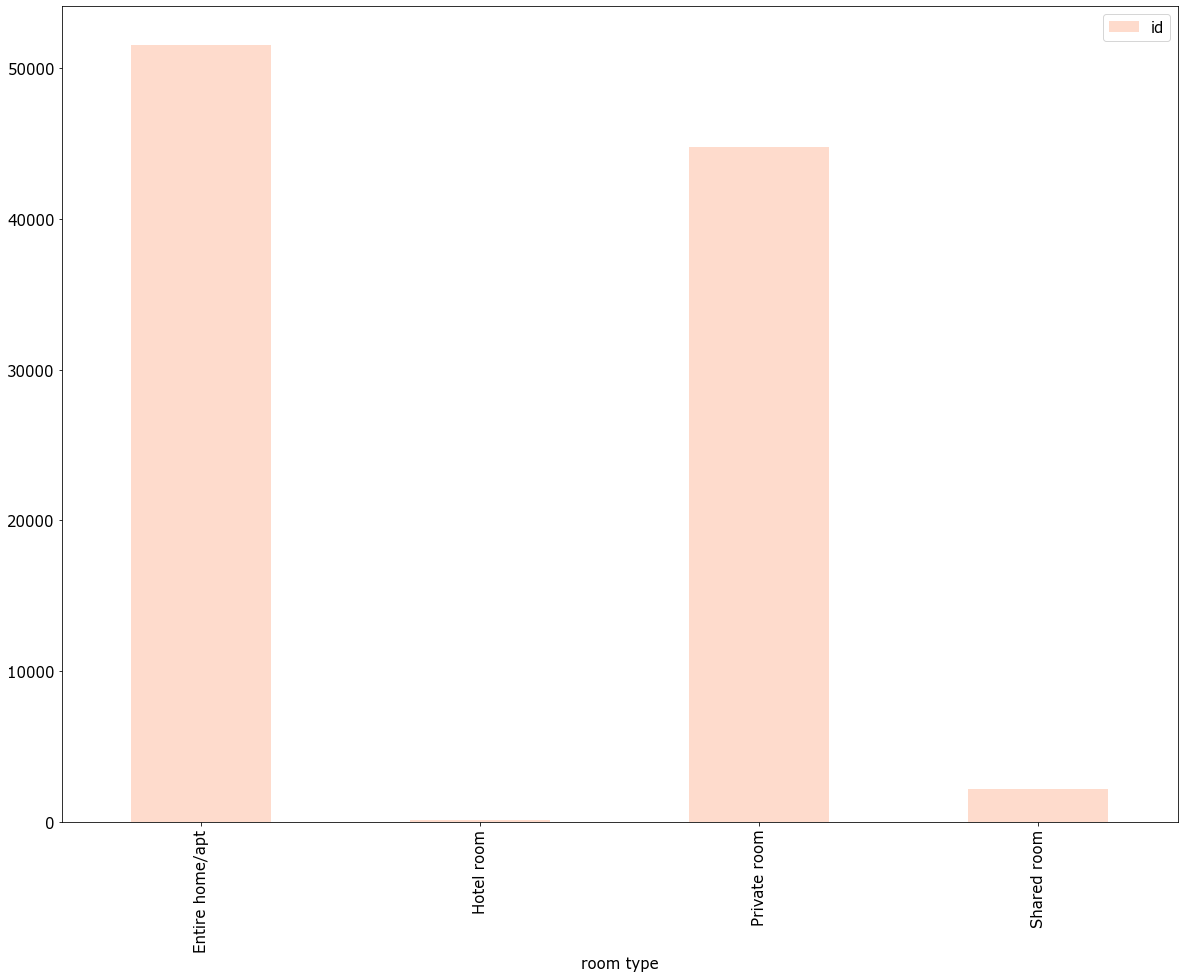 id
50000
40000
30000
20000
10000
0
Entire home/apt
Hotel room
Private room
Shared room
room type